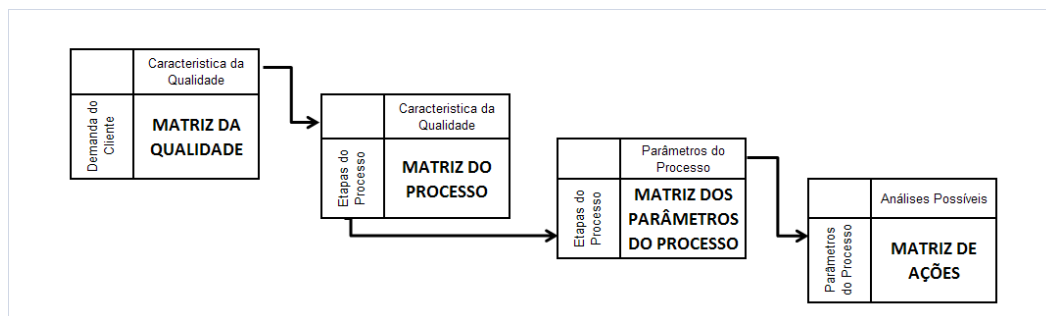 Caracteristica da
Qualidade
Demanda do
Cliente
MATRIZ DA
QUALIDADE
Caracteristica da
Qualidade
Etapas do
Processo
MATRIZ DO
PROCESSO
Parâmetros do
Processo
Etapas do
Processo
MATRIZ DOS
PARÂMETROS
DO PROCESSO
Análises Possíveis
Parâmetros
do Processo
MATRIZ DE
AÇÕES